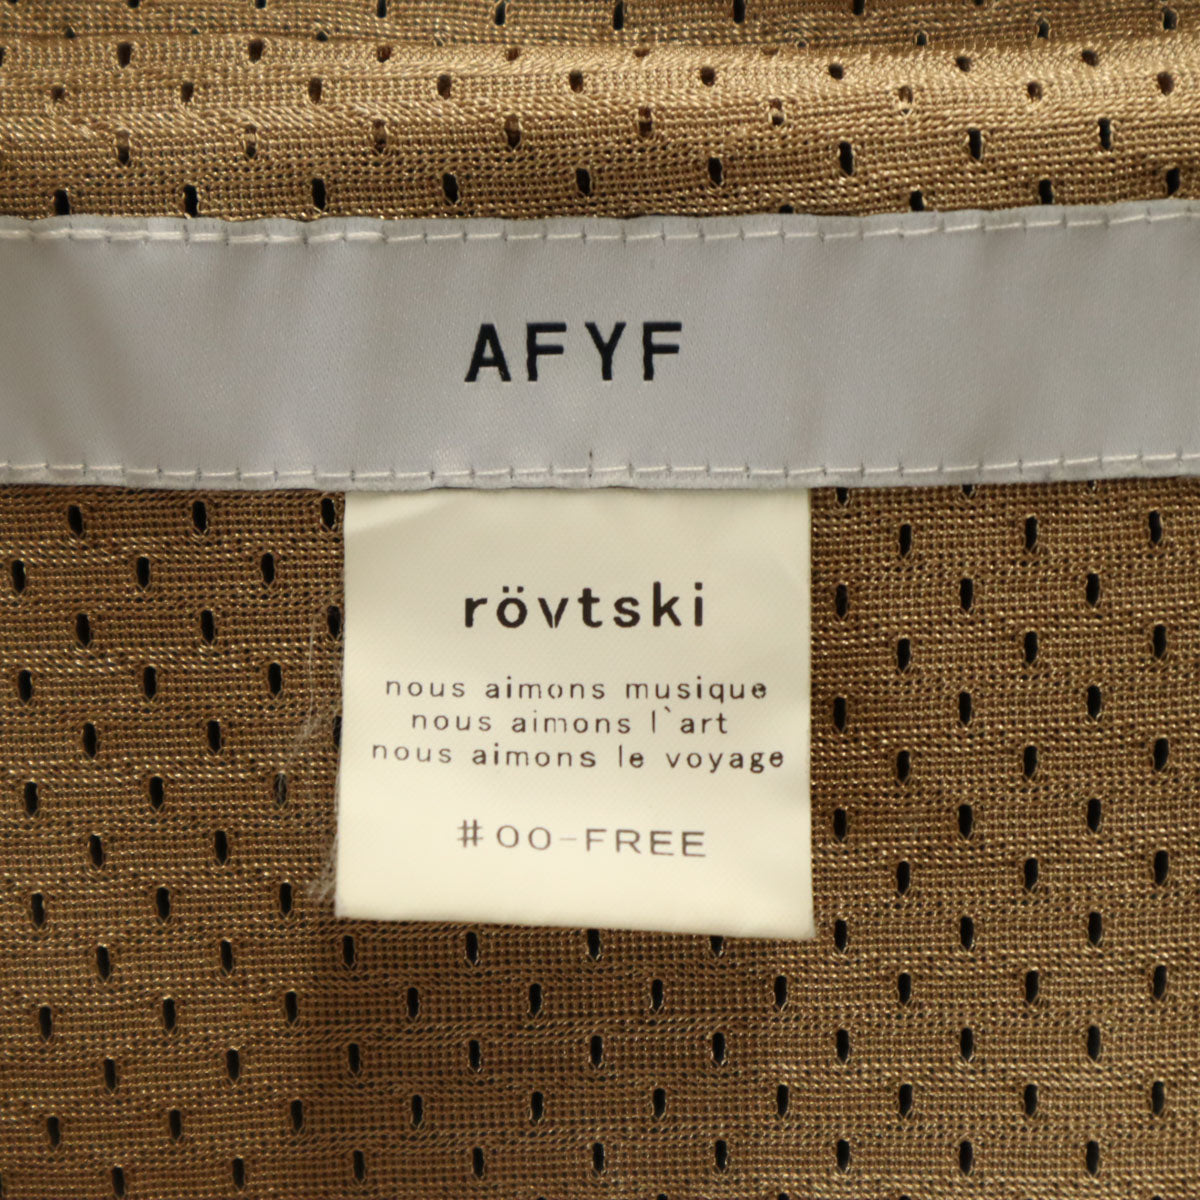 AFYF
rövtski
nous aimons musique
nous aimons l`art
nous aimons le voyage
#00-FREE